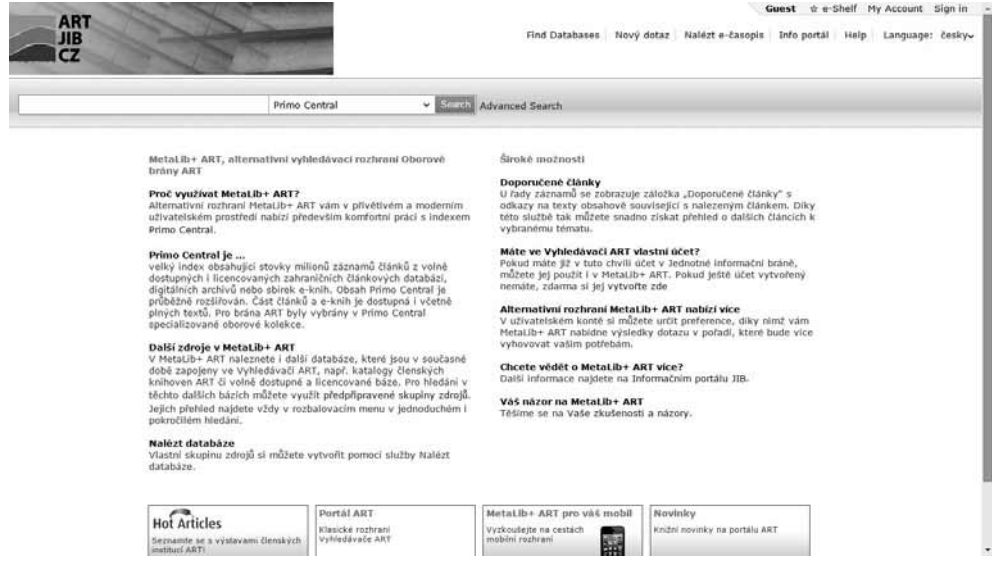 Guest ☆ e-Shelf My Account Sign in
ART
JIB
CZ
Find Databases Nový dotaz Nalézt e-časopis Info portál Help Language: česky
Primo Central Search Advanced Search
MetaLib+ ART, alternativní vyhledávací rozhraní Oborové
brány ART
Proč využívat MetaLib+ ART?
Alternativní rozhraní MetaLib+ ART vám v přívětivém a moderním
uživatelském prostředí nabízí především komfortní práci s indexem
Primo Central.
Primo Central je ...
velký index obsahující stovky milionů záznamů článků z volně
dostupných i licencovaných zahraničních článkových databází,
digitálních archivů nebo sbírek e-knih. Obsah Primo Central je
průběžně rozšiřován. Část článků a e-knih je dostupná i včetně
plných textů. Pro brána ART byly vybrány v Primo Central
specializované oborové kolekce.
Další zdroje v MetaLib+ ART
V MetaLib+ ART naleznete i další databáze, které jsou v současné
době zapojeny ve Vyhledávači ART, např. katalogy členských
knihoven ART či volně dostupné a licencované báze. Pro hledání v
těchto dalších bázích můžete využít předpřipravené skupiny zdrojů.
Jejich přehled najdete vždy v rozbalovacím menu v jednoduchém i
pokročilém hledání.
Nalézt databáze
Vlastní skupinu zdrojů si můžete vytvořit pomocí služby Nalézt
databáze.
Široké možnosti
Doporučené články
U řady záznamů se zobrazuje záložka „Doporučené články" s
odkazy na texty obsahově související s nalezeným článkem. Díky
této službě tak můžete snadno získat přehled o dalších článcích k
vybranému tématu.
Máte ve Vyhledávači ART vlastní účet?
Pokud máte již v tuto chvíli účet v Jednotné informační bráně,
můžete jej použít i v MetaLib+ ART. Pokud ještě účet vytvořený
nemáte, zdarma si jej vytvořte zde
Alternativní rozhraní MetaLib+ ART nabízí více
V uživatelském kontě si můžete určit preference, díky nimž vám
MetaLib+ ART nabídne výsledky dotazu v pořadí, které bude více
vyhovovat vašim potřebám.
Chcete vědět o MetaLib+ ART více?
Další informace najdete na Informačním portálu JIB.
Váš názor na MetaLib+ ART
Těšíme se na Vaše zkušenosti a názory.
Hot Articles
Seznamte se s výstavami členských
institucí ART!
Portál ART
Klasické rozhraní
Vyhledávače ART
MetaLib+ ART pro váš mobil
Vyzkoušejte na cestách
mobilní rozhraní
Novinky
Knižní novinky na portálu ART